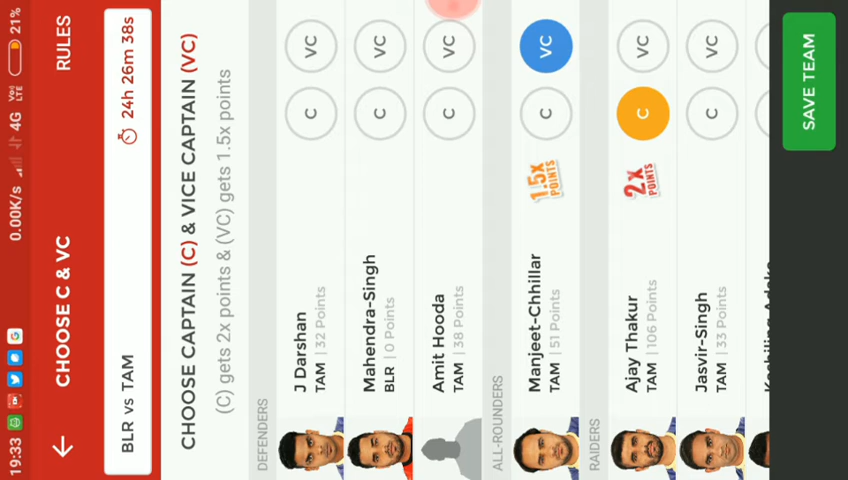 19:33
0.00K/s
4G
Vo))
LTE
21%
CHOOSE C & VC
RULES
BLR vs TAM
24h 26m 38s
CHOOSE CAPTAIN (C) & VICE CAPTAIN (VC)
(C) gets 2x points & (VC) gets 1.5x points
DEFENDERS
J Darshan
TAM | 32 Points
C
VC
Mahendra-Singh
BLR | 0 Points
C
VC
Amit Hooda
TAM | 38 Points
C
VC
ALL-ROUNDERS
Manjeet-Chhillar
TAM | 51 Points
1.5x
POINTS
C
VC
RAIDERS
Ajay Thakur
TAM | 106 Points
2x
POINTS
C
VC
Jasvir-Singh
TAM | 33 Points
C
VC
SAVE TEAM